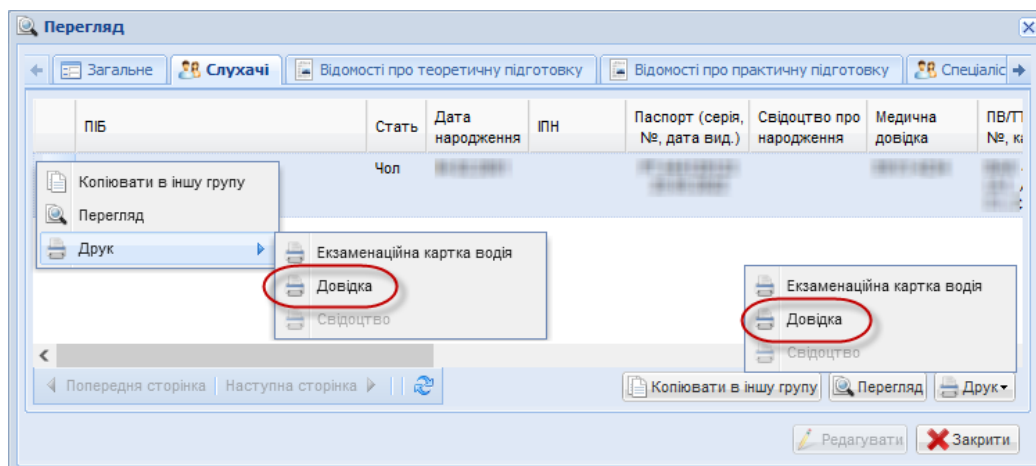 Перегляд
Загальне
Слухачі
Відомості про теоретичну підготовку
Відомості про практичну підготовку
Спеціаліс
ПІБ
Стать
Дата
народження
ІПН
Паспорт (серія,
№, дата вид.)
Свідоцтво про
народження
Медична
довідка
№, ка
Чол
Копіювати в іншу групу
Перегляд
Друк
Екзаменаційна картка водія
Довідка
Свідоцтво
Екзаменаційна картка водія
Довідка
Свідоцтво
Попередня сторінка
Наступна сторінка
Копіювати в іншу групу
Перегляд
Друк
Редагувати
Закрити